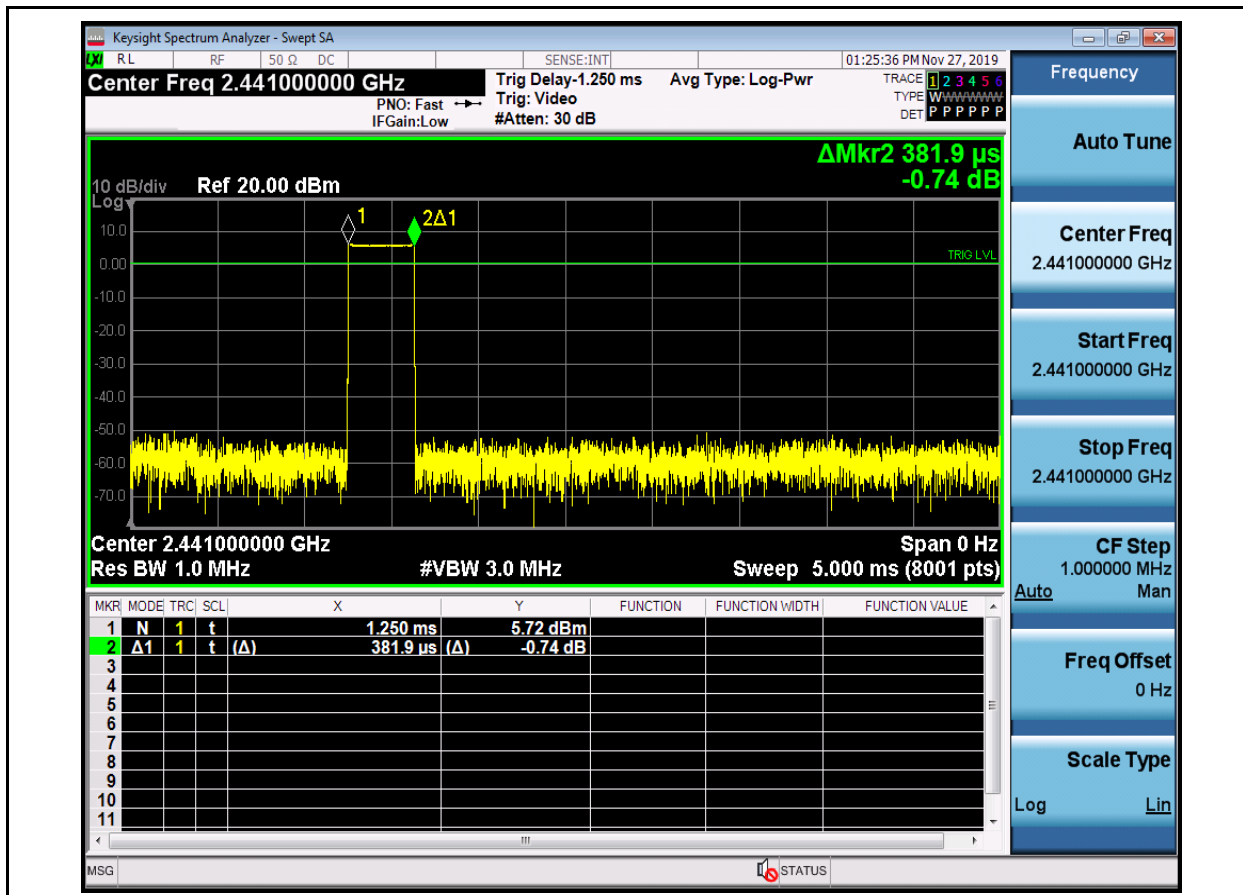 Keysight Spectrum Analyzer - Swept SA
LXI RL RF 50 Ω DC SENSE:INT 01:25:36 PM Nov 27, 2019
Center Freq 2.441000000 GHz Trig Delay-1.250 ms Avg Type: Log-Pwr TRACE 1 2 3 4 5 6
PNO: Fast Trig: Video TYPE WWWWWW
IFGain:Low #Atten: 30 dB DET P P P P P P
ΔMkr2 381.9 µs
-0.74 dB
10 dB/div Ref 20.00 dBm
Log
1
2Δ1
10.0
0.00
TRIG LVL
-10.0
-20.0
-30.0
-40.0
-50.0
-60.0
-70.0
Center 2.441000000 GHz Span 0 Hz
Res BW 1.0 MHz #VBW 3.0 MHz Sweep 5.000 ms (8001 pts)
MKR MODE TRC SCL X Y FUNCTION FUNCTION WIDTH FUNCTION VALUE
1 N 1 t 1.250 ms 5.72 dBm
2 Δ1 1 t (Δ) 381.9 µs (Δ) -0.74 dB
3
4
5
6
7
8
9
10
11
MSG STATUS
Frequency
Auto Tune
Center Freq
2.441000000 GHz
Start Freq
2.441000000 GHz
Stop Freq
2.441000000 GHz
CF Step
1.000000 MHz
Auto Man
Freq Offset
0 Hz
Scale Type
Log Lin